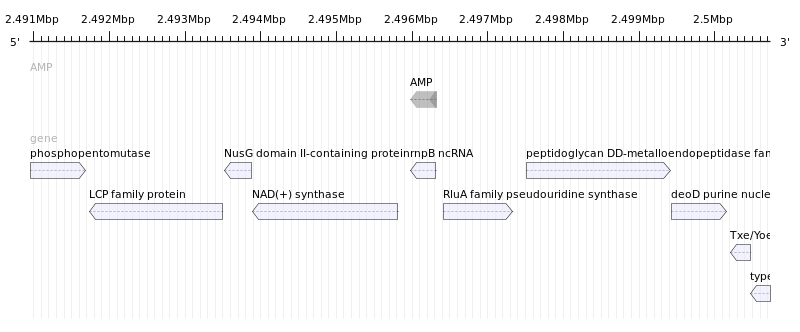 2.491Mbp 2.492Mbp 2.493Mbp 2.494Mbp 2.495Mbp 2.496Mbp 2.497Mbp 2.498Mbp 2.499Mbp 2.5Mbp
5' 3'
AMP
AMP
gene
phosphopentomutase NusG domain II-containing protein rnpB ncRNA peptidoglycan DD-metalloendopeptidase fan
LCP family protein NAD(+) synthase RluA family pseudouridine synthase deoD purine nucle
Txe/Yoe
type